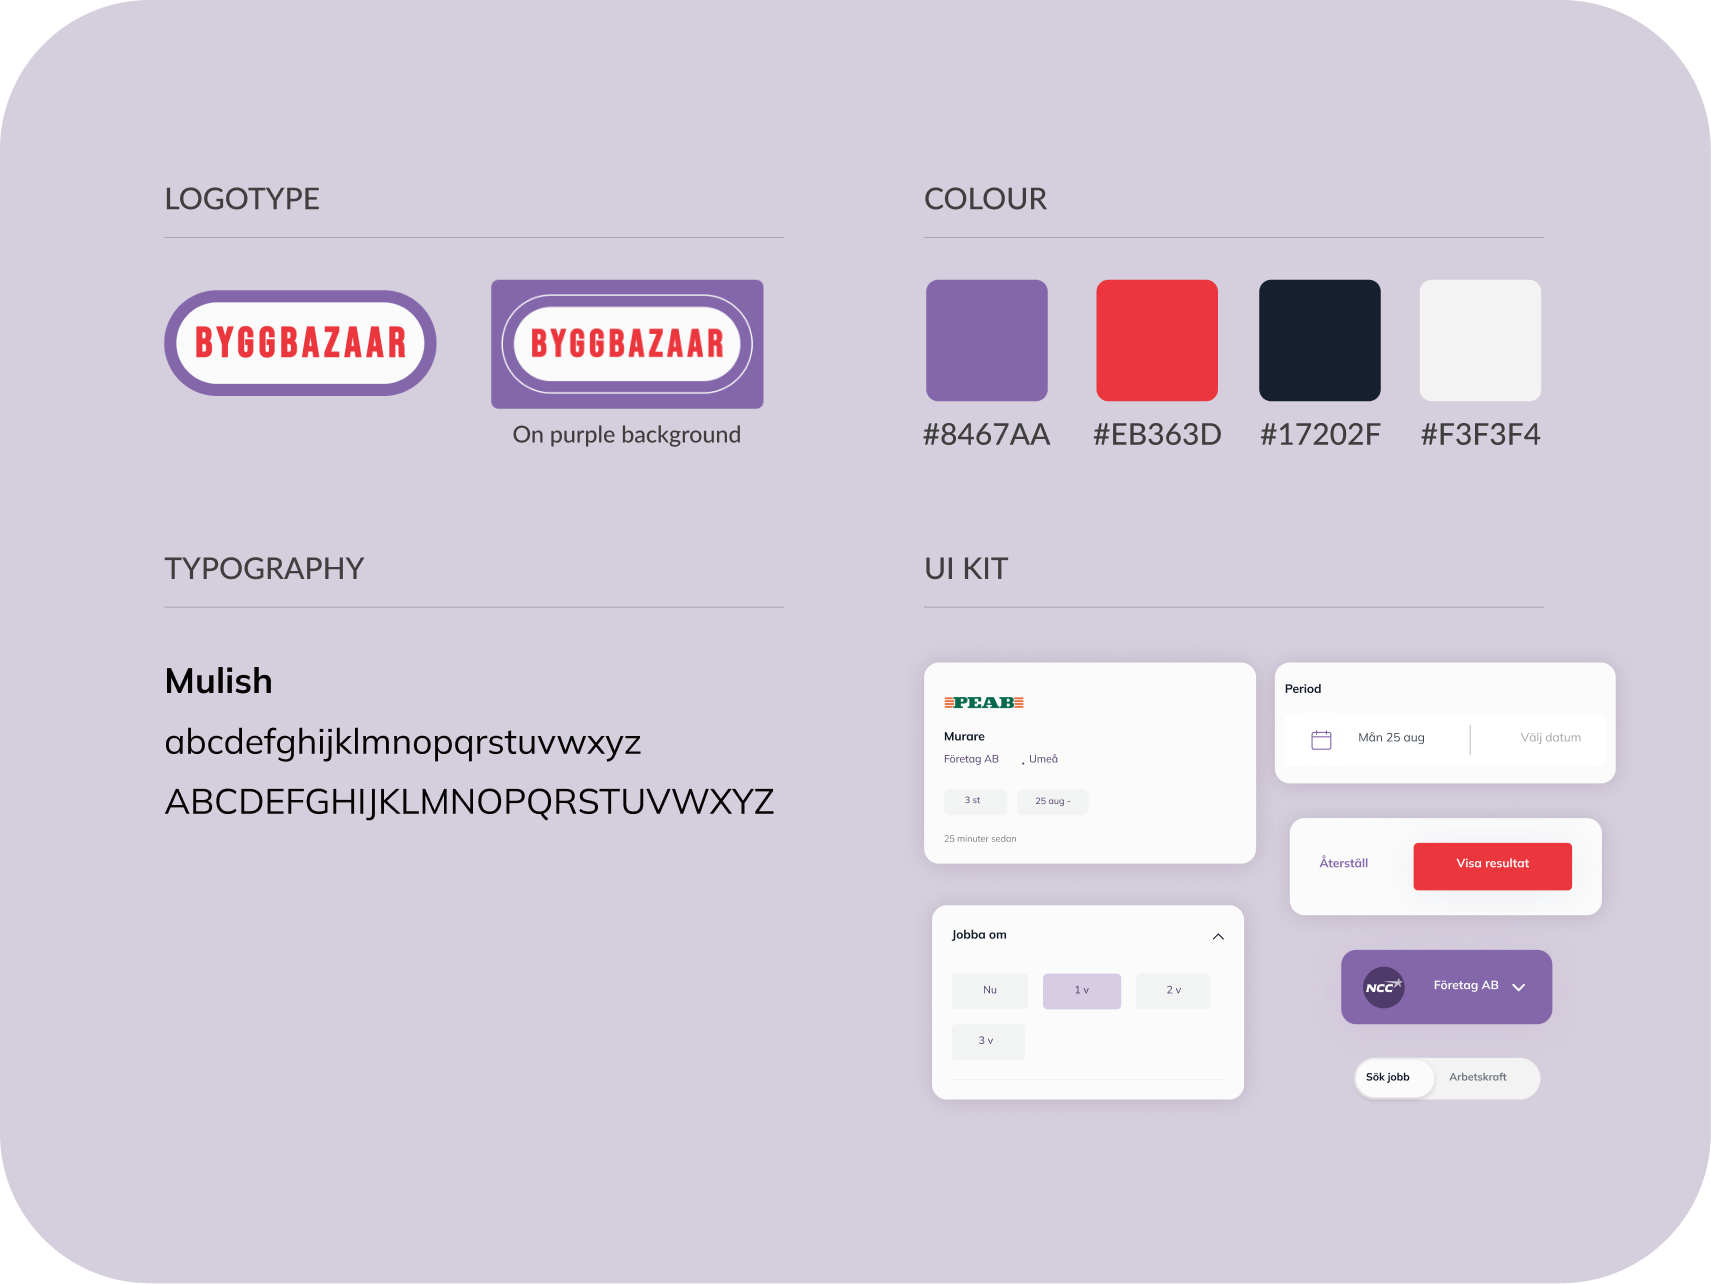 LOGOTYPE
BYGGBAZAAR
BYGGBAZAAR
On purple background
COLOUR
#8467AA
#EB363D
#17202F
#F3F3F4
TYPOGRAPHY
Mulish
abcdefghijklmnopqrstuvwxyz
ABCDEFGHIJKLMNOPQRSTUVWXYZ
UI KIT
PEAB
Murare
Företag AB . Umeå
3 st 25 aug -
25 minuter sedan
Period
Mån 25 aug Välj datum
Återställ Visa resultat
Jobba om
Nu 1 v 2 v
3 v
NCC Företag AB
Sök jobb Arbetskraft